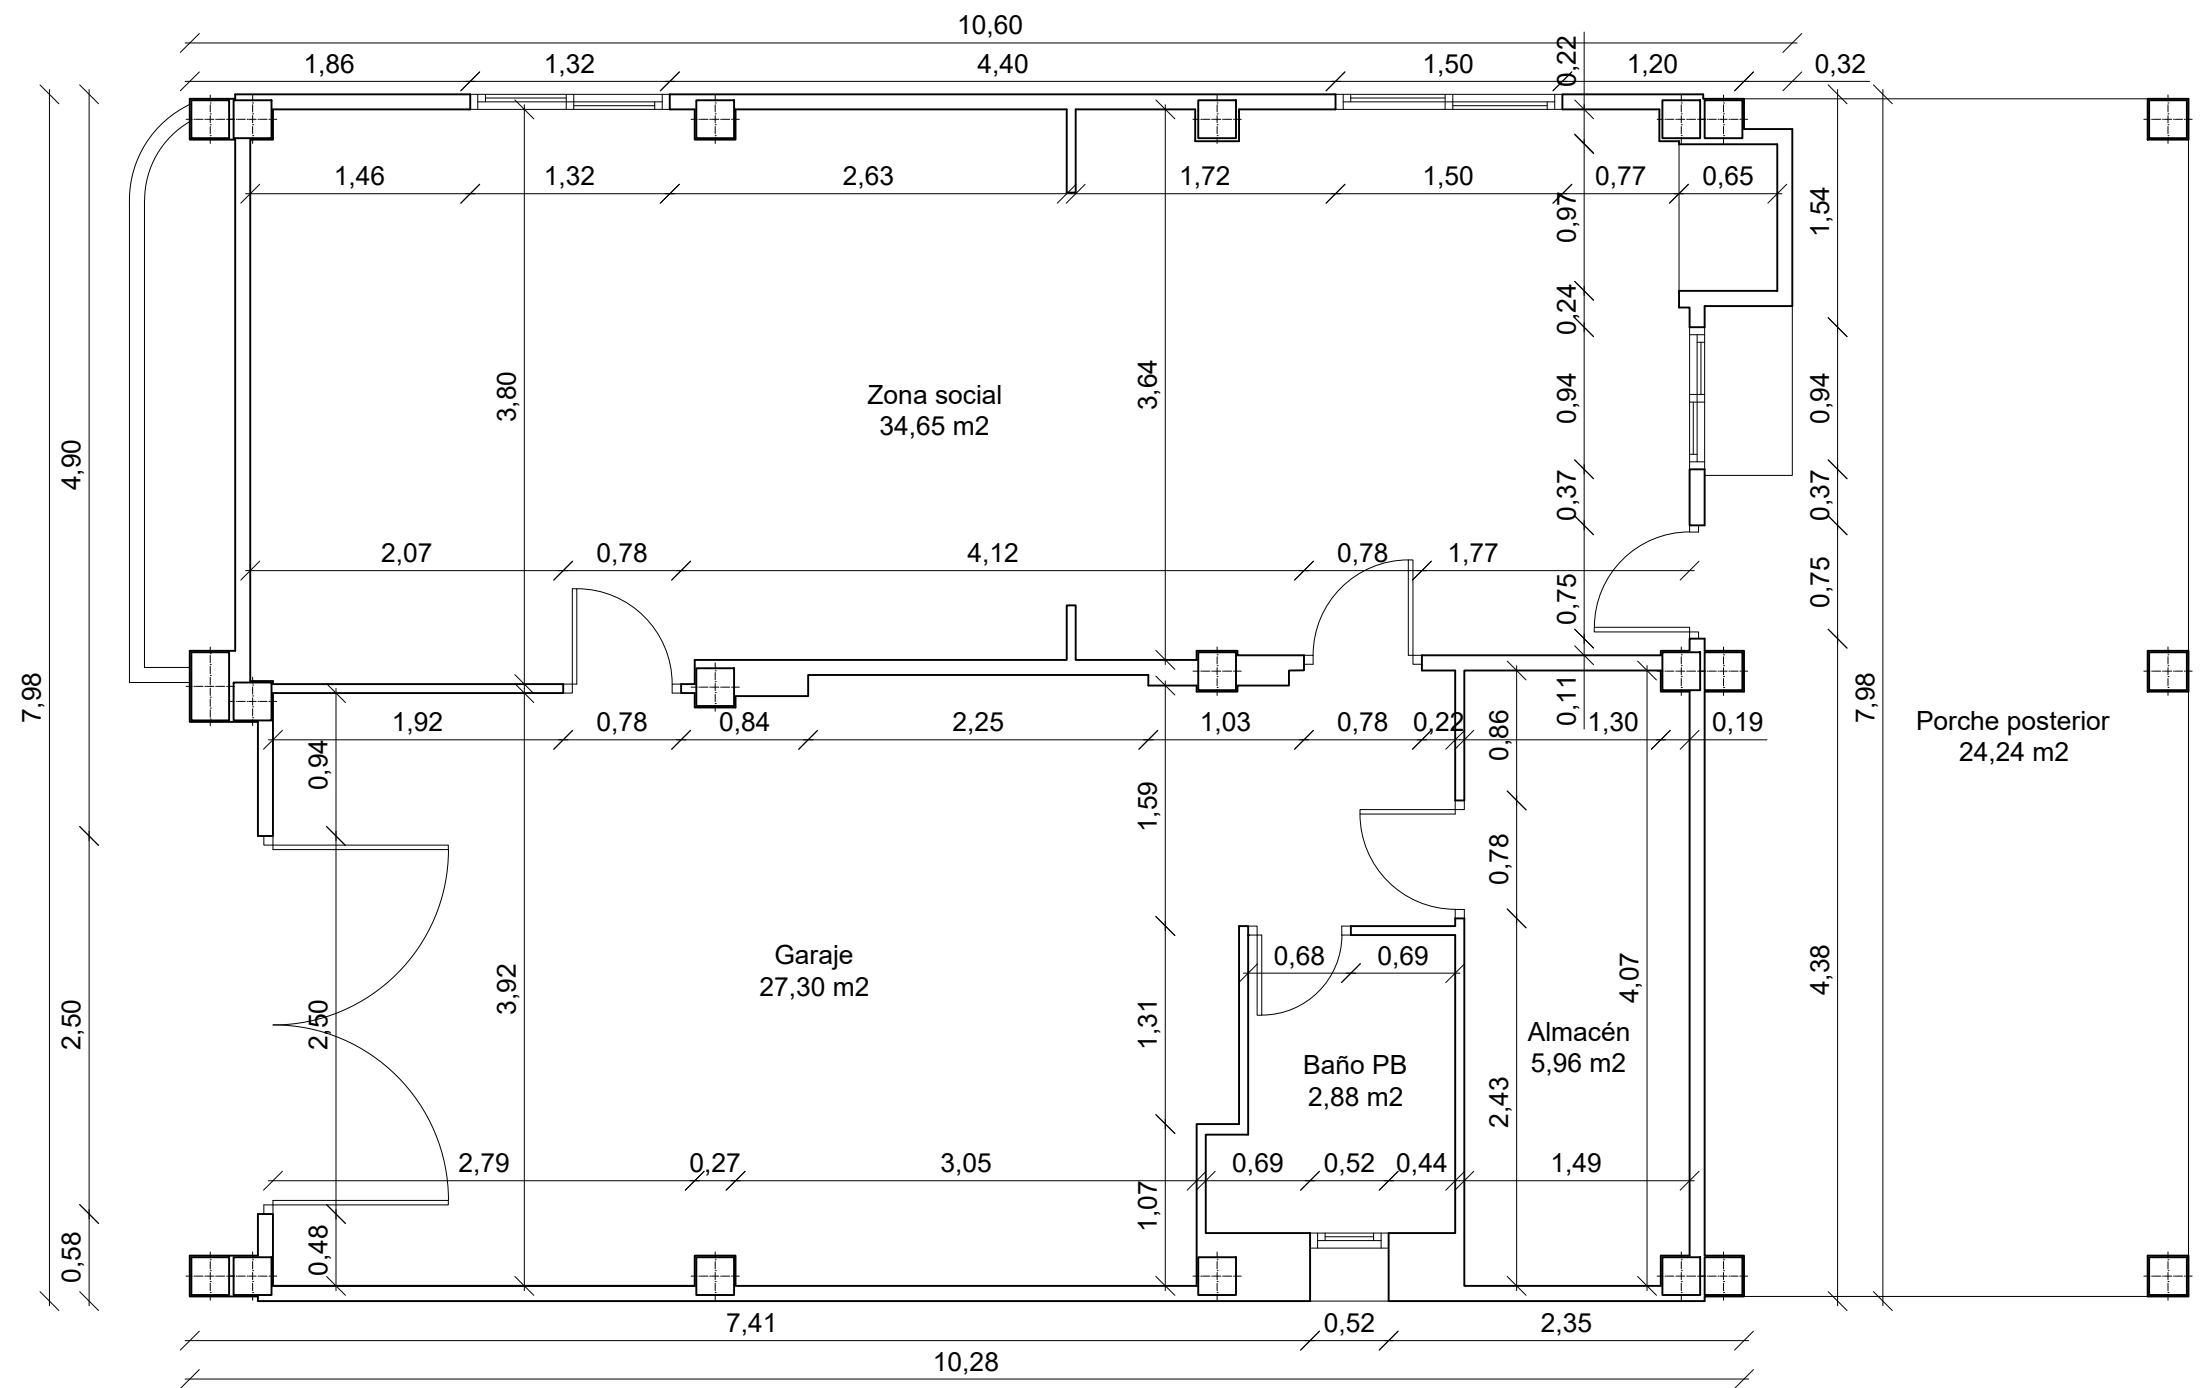 10,60
1,86 1,32 4,40 1,50 0,22 1,20 0,32
1,46 1,32 2,63 1,72 1,50 0,77 0,65
0,97
1,54
0,24
3,80
3,64
0,94
0,94
Zona social
34,65 m2
4,90
0,37
0,37
2,07 0,78 4,12 0,78 1,77
0,75
0,75
7,98
7,98
0,11
1,92 0,78 0,84 2,25 1,03 0,78 0,22 1,30 0,19
0,94
0,86
Porche posterior
24,24 m2
1,59
0,78
Garaje
27,30 m2
0,68 0,69
3,92
4,07
4,38
2,50
2,50
1,31
Almacén
5,96 m2
Baño PB
2,88 m2
2,43
2,79 0,27 3,05 0,69 0,52 0,44 1,49
1,07
0,48
0,58
7,41 0,52 2,35
10,28